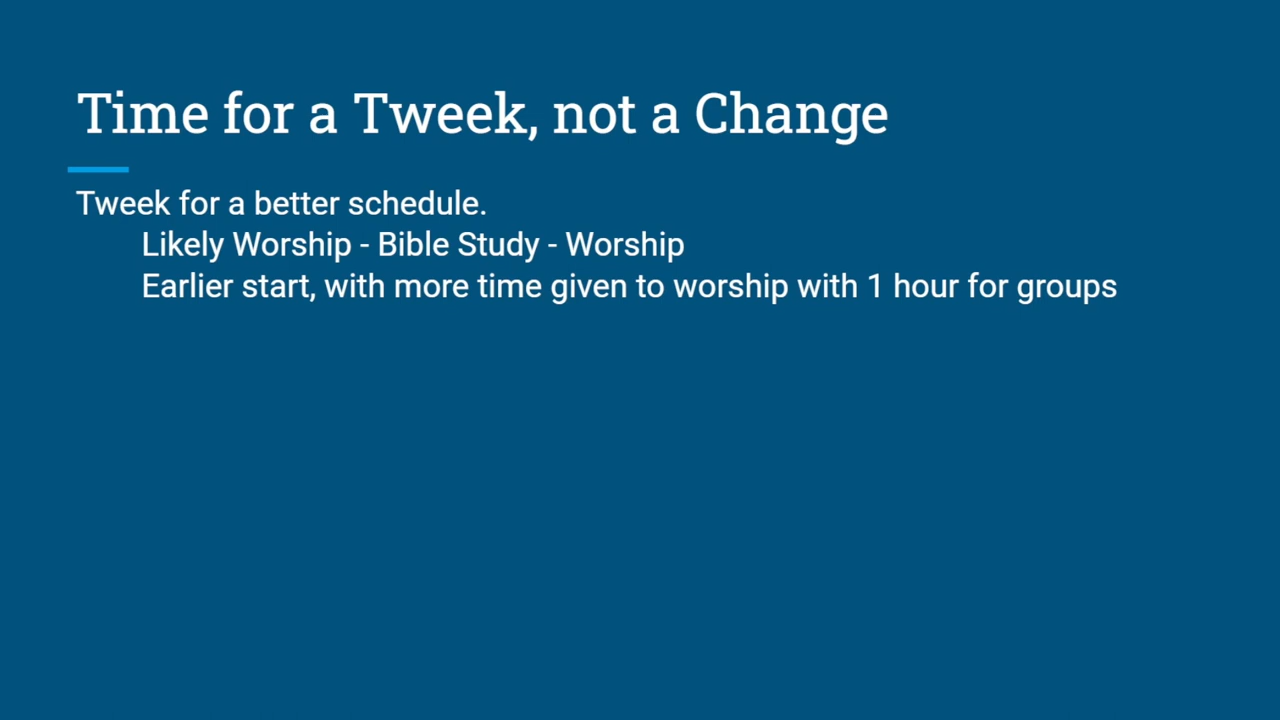 Time for a Tweek, not a Change
Tweek for a better schedule.
Likely Worship - Bible Study - Worship
Earlier start, with more time given to worship with 1 hour for groups